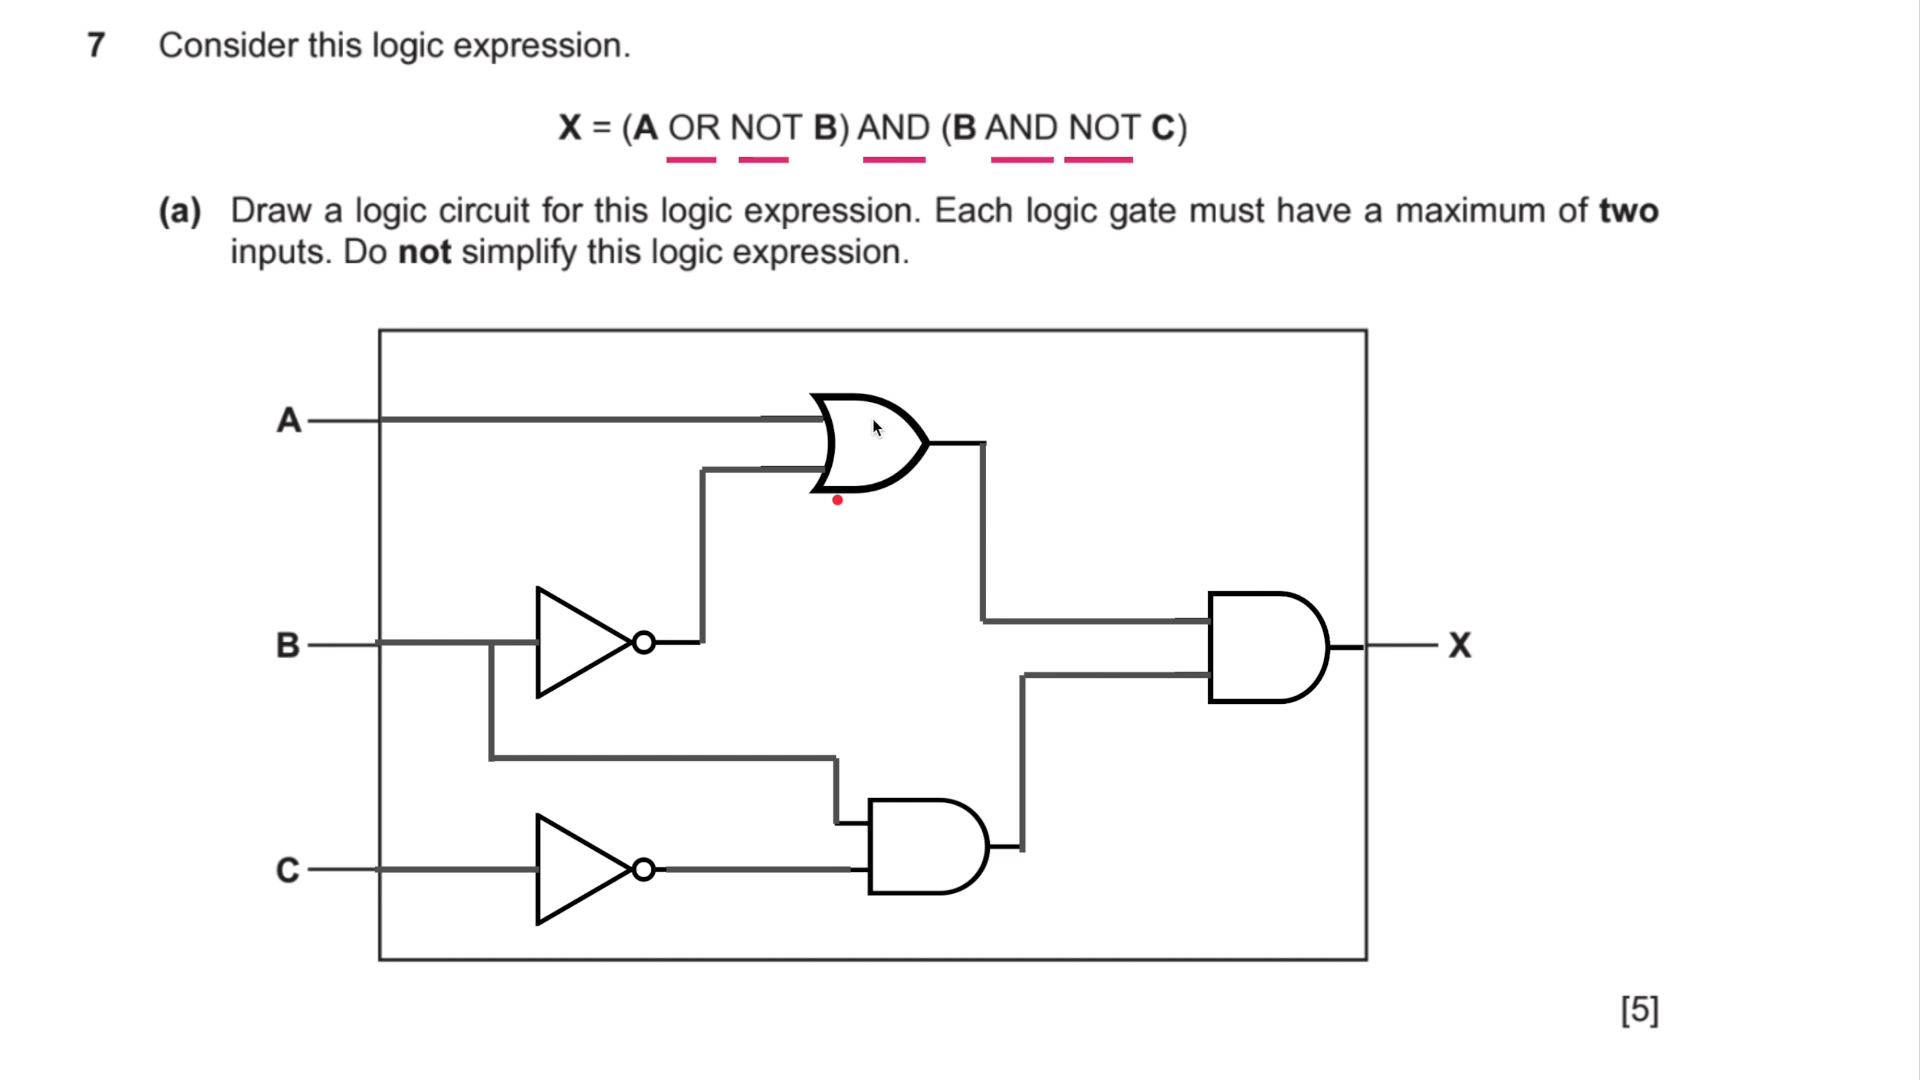 7 Consider this logic expression.
X = (A OR NOT B) AND (B AND NOT C)
(a) Draw a logic circuit for this logic expression. Each logic gate must have a maximum of two
inputs. Do not simplify this logic expression.
A
B
X
C
[5]